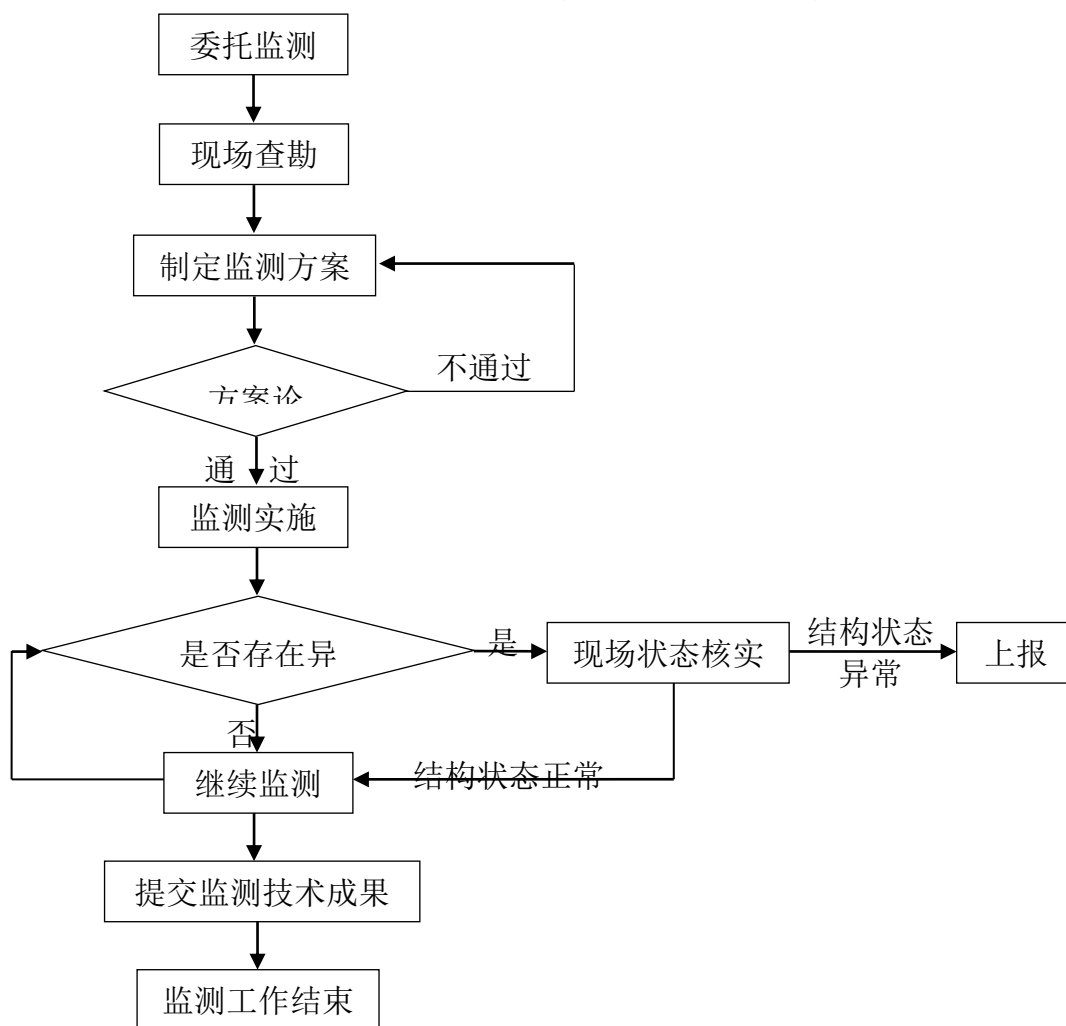 委托监测
现场查勘
制定监测方案
不通过
方案论
通 过
监测实施
是否存在异
是
现场状态核实
结构状态
异常
上报
否
继续监测
结构状态正常
提交监测技术成果
监测工作结束